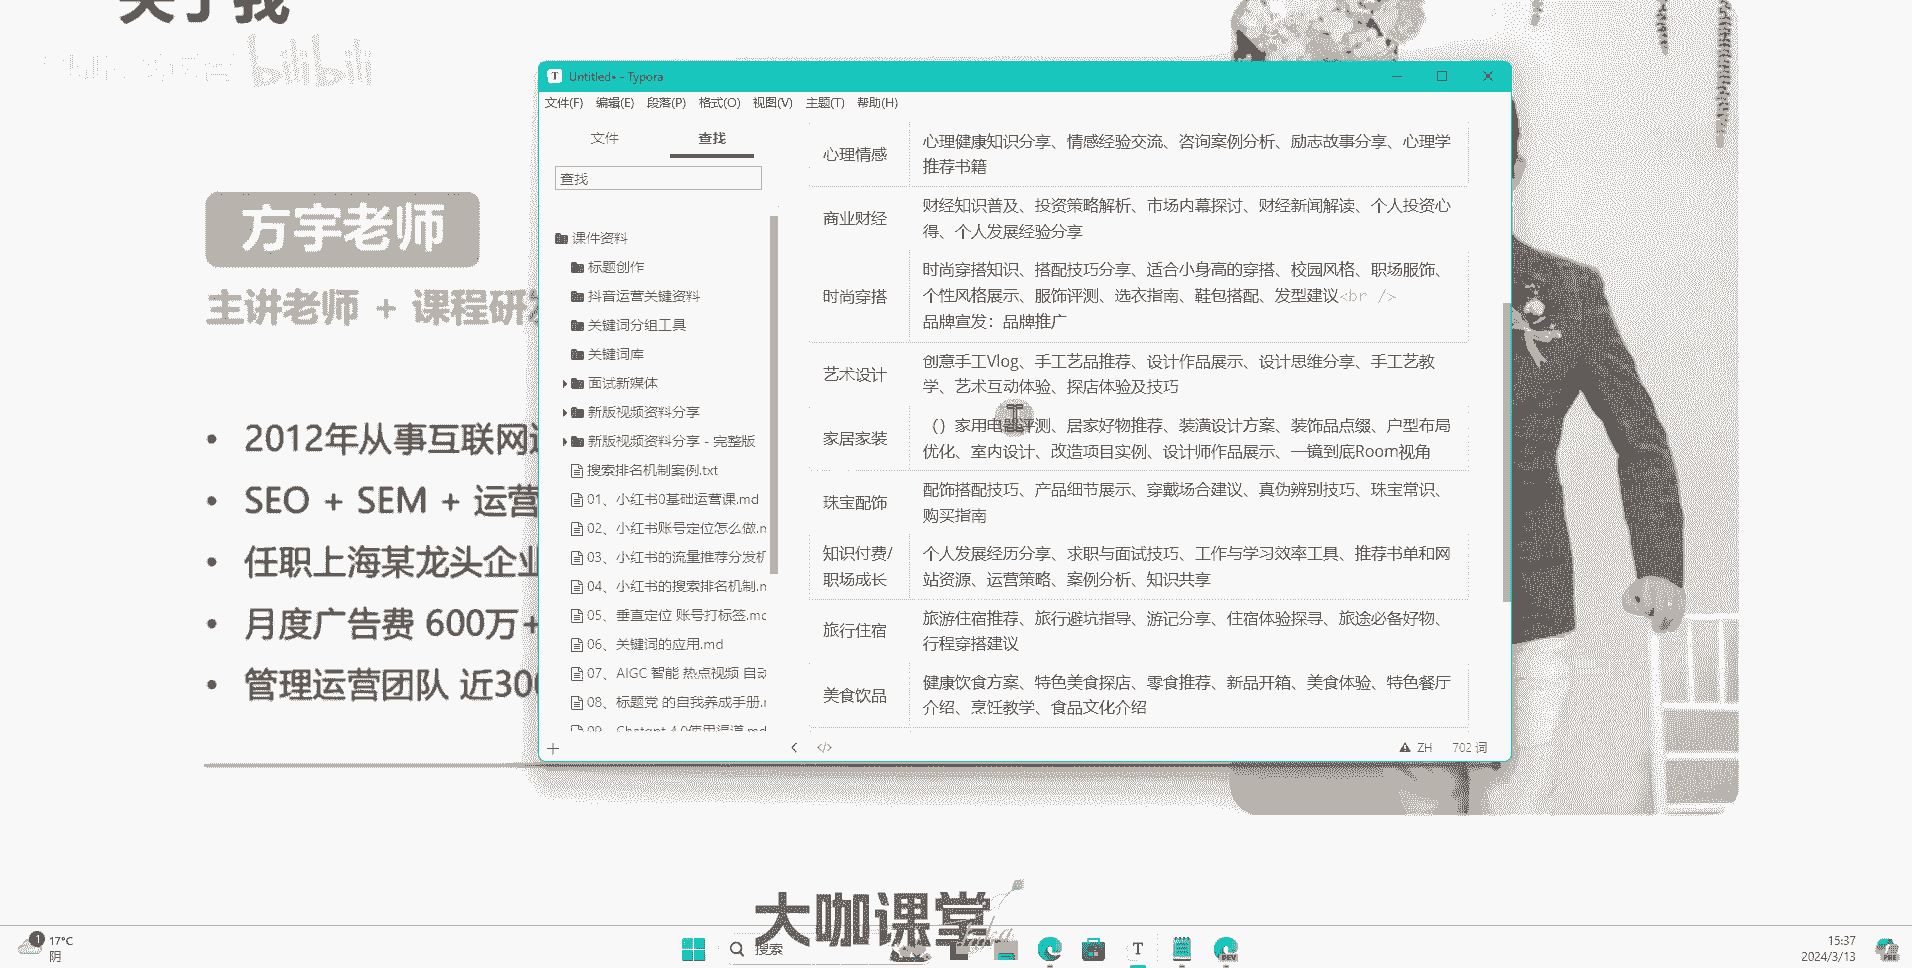 关于我
bilibili
方宇老师
主讲老师 + 课程研发
2012年从事互联网运
SEO + SEM + 运营
任职上海某龙头企业
月度广告费 600万+
管理运营团队 近300
Untitled• - Typora
文件(F) 编辑(E) 段落(P) 格式(O) 视图(V) 主题(T) 帮助(H)
文件 查找
查找
课件资料
标题创作
抖音运营关键资料
关键词分组工具
关键词库
面试新媒体
新版视频资料分享
新版视频资料分享 - 完整版
搜索排名机制案例.txt
01、小红书0基础运营课.md
02、小红书账号定位怎么做.m
03、小红书的流量推荐分发机
04、小红书的搜索排名机制.m
05、垂直定位 账号打标签.md
06、关键词的应用.md
07、AIGC 智能 热点视频 自动
08、标题党 的自我养成手册.m
09、Chatgpt 4.0使用渠道.md
心理情感
心理健康知识分享、情感经验交流、咨询案例分析、励志故事分享、心理学
推荐书籍
商业财经
财经知识普及、投资策略解析、市场内幕探讨、财经新闻解读、个人投资心
得、个人发展经验分享
时尚穿搭
时尚穿搭知识、搭配技巧分享、适合小身高的穿搭、校园风格、职场服饰、
个性风格展示、服饰评测、选衣指南、鞋包搭配、发型建议<br />
品牌宣发：品牌推广
艺术设计
创意手工Vlog、手工艺品推荐、设计作品展示、设计思维分享、手工艺教
学、艺术互动体验、探店体验及技巧
家居家装
（）家用电器评测、居家好物推荐、装潢设计方案、装饰品点缀、户型布局
优化、室内设计、改造项目实例、设计师作品展示、一镜到底Room视角
珠宝配饰
配饰搭配技巧、产品细节展示、穿戴场合建议、真伪辨别技巧、珠宝常识、
购买指南
知识付费/
职场成长
个人发展经历分享、求职与面试技巧、工作与学习效率工具、推荐书单和网
站资源、运营策略、案例分析、知识共享
旅行住宿
旅游住宿推荐、旅行避坑指导、游记分享、住宿体验探寻、旅途必备好物、
行程穿搭建议
美食饮品
健康饮食方案、特色美食探店、零食推荐、新品开箱、美食体验、特色餐厅
介绍、烹饪教学、食品文化介绍
ZH 702 词
大咖课堂
1 17°C
阴
搜索
T
DEV
15:37
2024/3/13
PRE